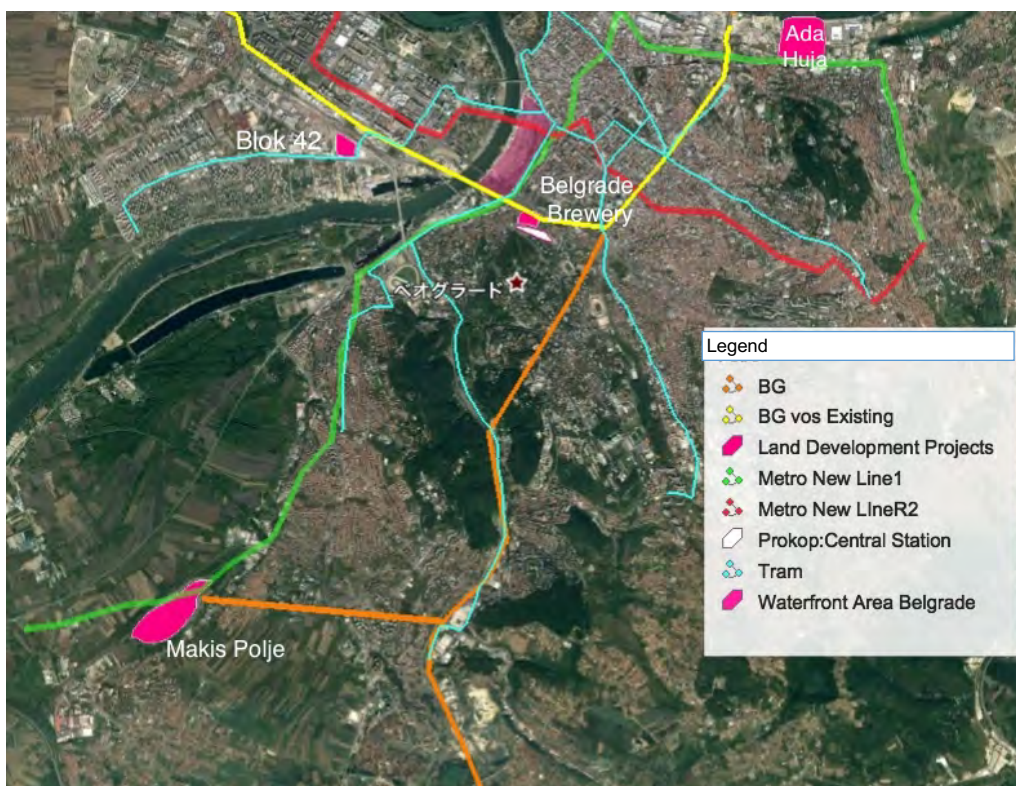 Ada
Huja
Blok 42
Belgrade
Brewery
ベオグラード
Legend
BG
BG vos Existing
Land Development Projects
Metro New Line1
Metro New LIneR2
Prokop:Central Station
Tram
Waterfront Area Belgrade
Makis Polje